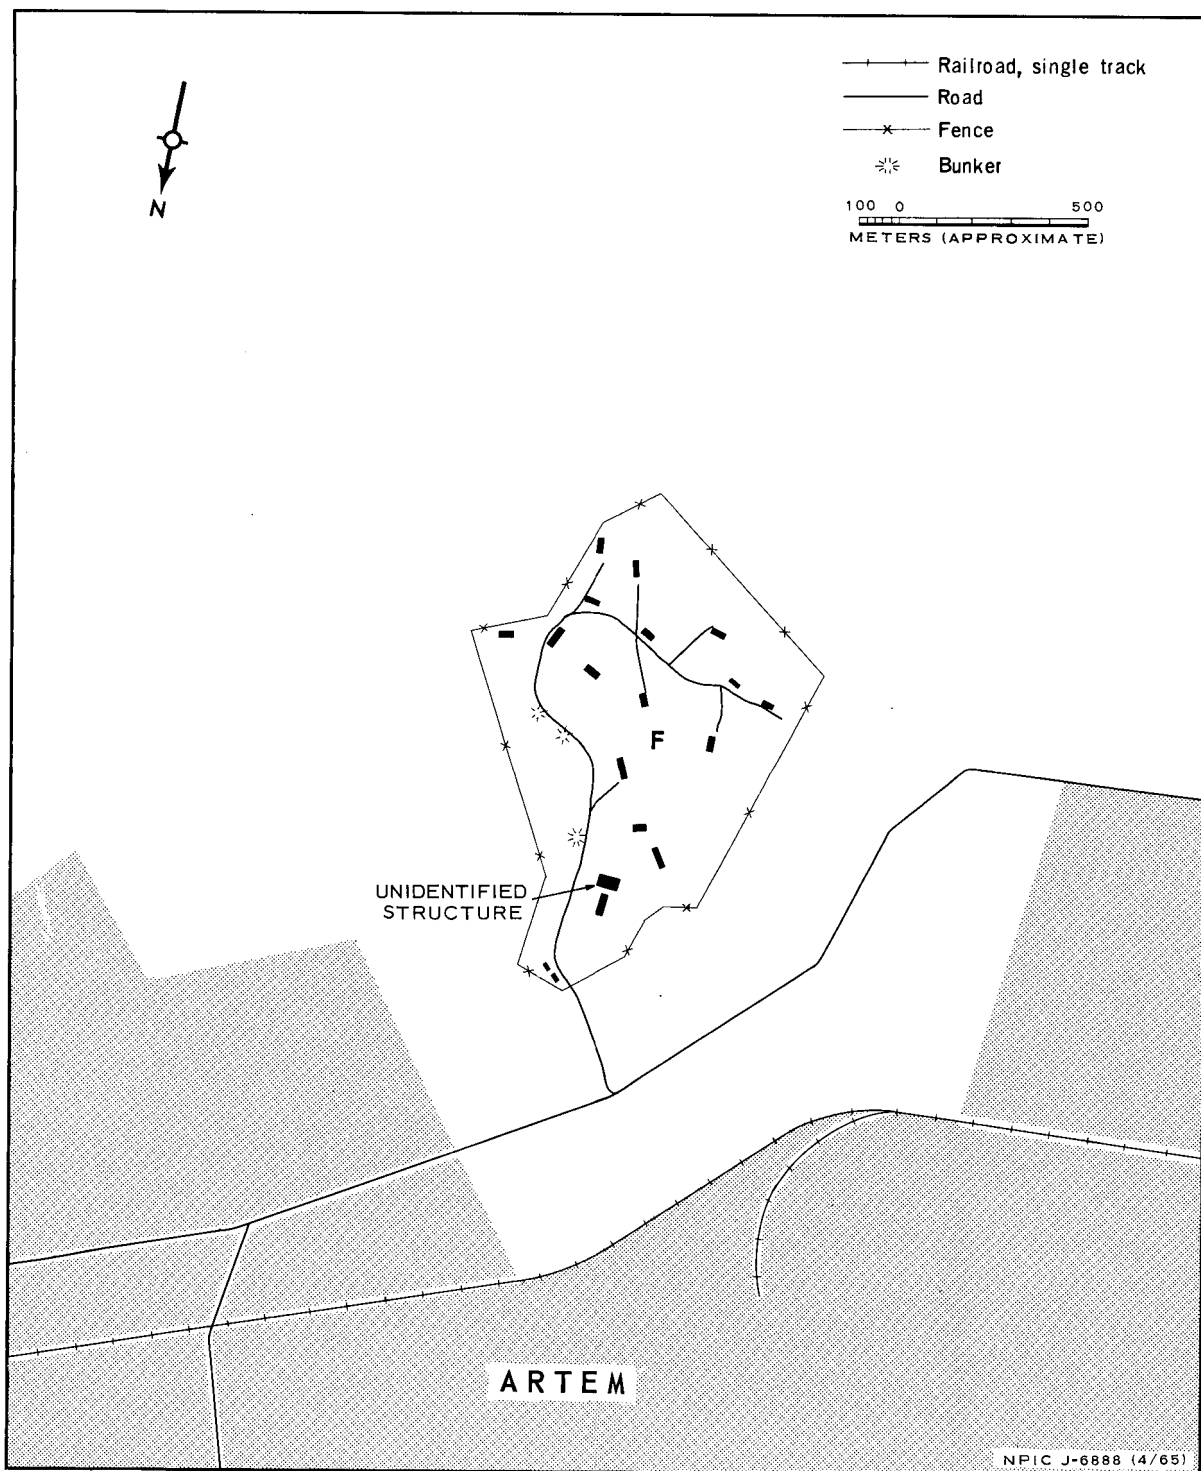 Railroad, single track
Road
Fence
Bunker
100 0 500
METERS (APPROXIMATE)
N
F
UNIDENTIFIED
STRUCTURE
ARTEM
NPIC J-6888 (4/65)